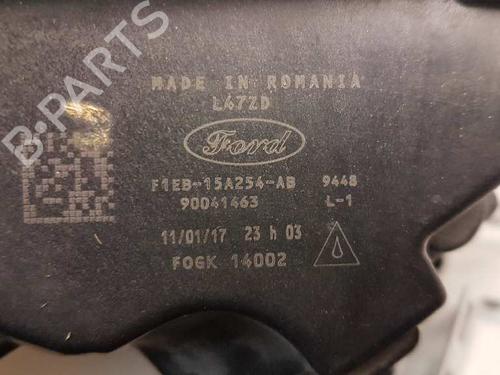 B-PARTS
MADE IN ROMANIA
L47ZD
Ford
F1EB-15A254-AB 9448
90041463 L-1
11/01/17 23 h 03
FOGK 14002